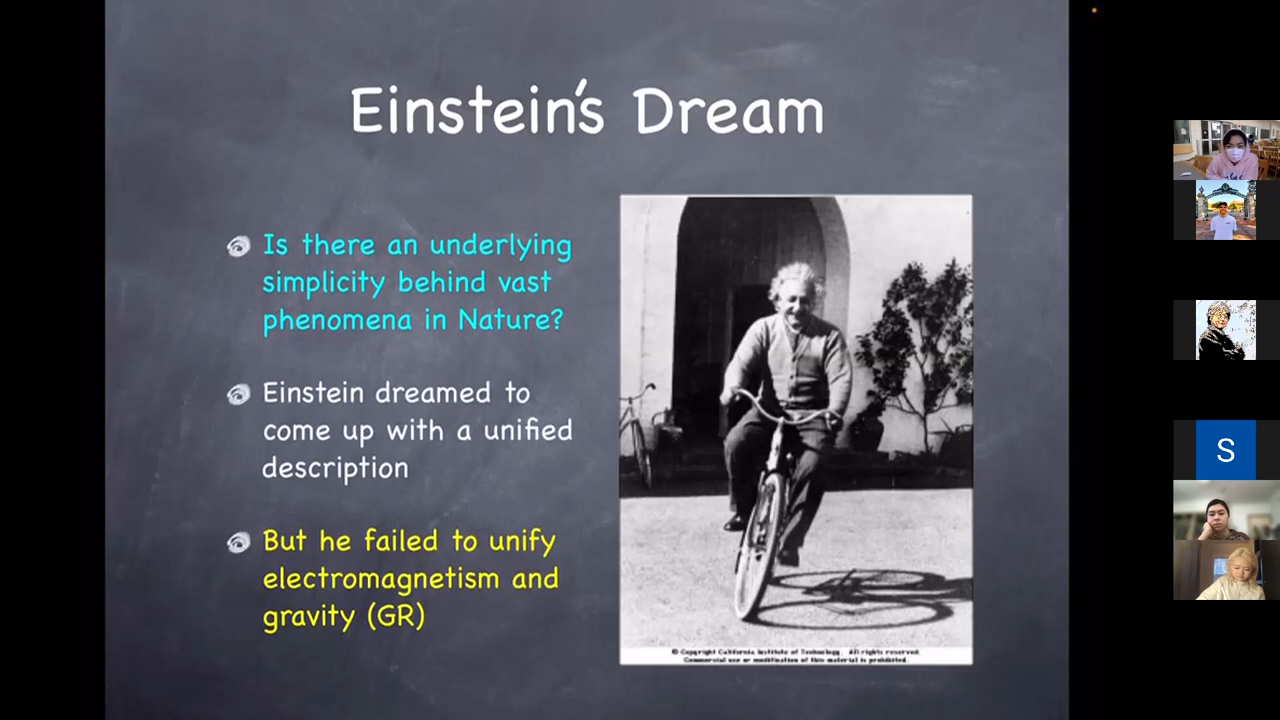 Einstein's Dream
Is there an underlying
simplicity behind vast
phenomena in Nature?
Einstein dreamed to
come up with a unified
description
But he failed to unify
electromagnetism and
gravity (GR)
© Copyright California Institute of Technology. All rights reserved.
Commercial use or modification of this material is prohibited.
S